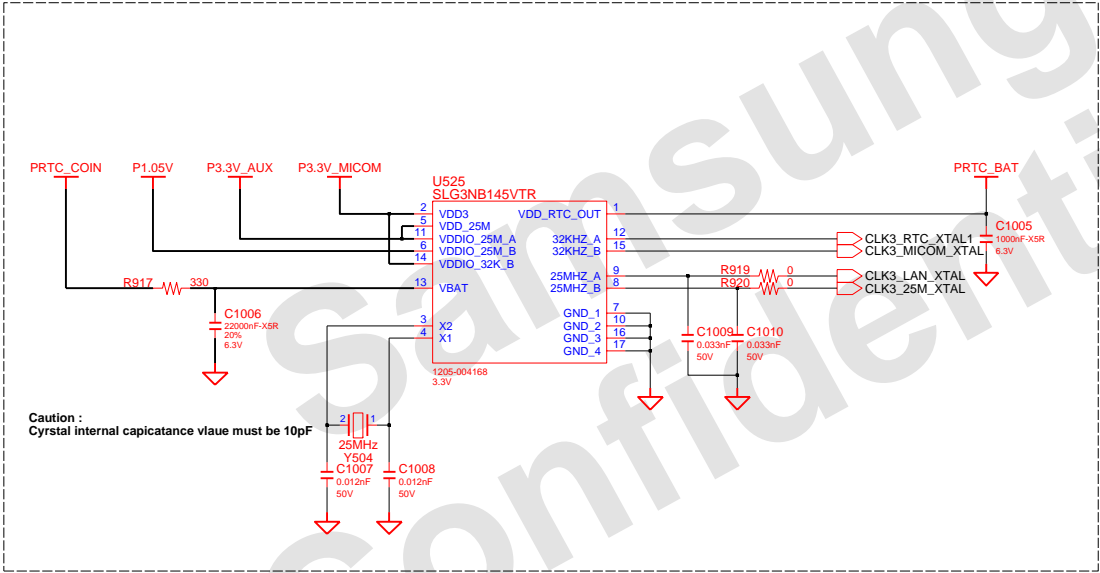 Samsung
Confidenti
PRTC_COIN
P1.05V
P3.3V_AUX
P3.3V_MICOM
PRTC_BAT
U525
SLG3NB145VTR
2 VDD3
5 VDD_25M
11 VDDIO_25M_A
6 VDDIO_25M_B
14 VDDIO_32K_B
13 VBAT
3 X2
4 X1
VDD_RTC_OUT 1
32KHZ_A 12
32KHZ_B 15
25MHZ_A 9
25MHZ_B 8
GND_1 7
GND_2 10
GND_3 16
GND_4 17
1205-004168
3.3V
CLK3_RTC_XTAL1
CLK3_MICOM_XTAL
R919 0
CLK3_LAN_XTAL
R920 0
CLK3_25M_XTAL
C1005
1000nF-X5R
6.3V
R917 330
C1006
22000nF-X5R
20%
6.3V
C1009
0.033nF
50V
C1010
0.033nF
50V
Caution :
Cyrstal internal capicatance vlaue must be 10pF
2 1
25MHz
Y504
C1007
0.012nF
50V
C1008
0.012nF
50V